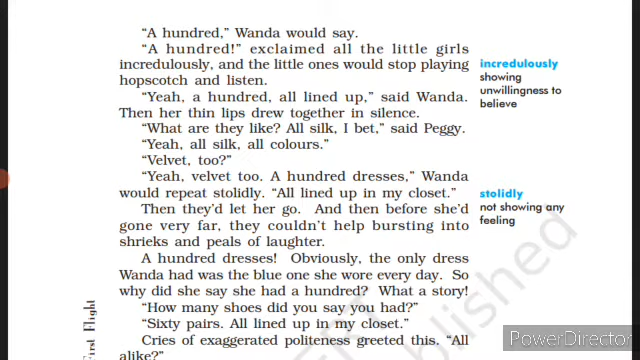 “A hundred,” Wanda would say.
“A hundred!” exclaimed all the little girls
incredulously, and the little ones would stop playing
hopscotch and listen.
“Yeah, a hundred, all lined up,” said Wanda.
Then her thin lips drew together in silence.
“What are they like? All silk, I bet,” said Peggy.
“Yeah, all silk, all colours.”
“Velvet, too?”
“Yeah, velvet too. A hundred dresses,” Wanda
would repeat stolidly. “All lined up in my closet.”
Then they’d let her go. And then before she’d
gone very far, they couldn’t help bursting into
shrieks and peals of laughter.
A hundred dresses! Obviously, the only dress
Wanda had was the blue one she wore every day. So
why did she say she had a hundred? What a story!
“How many shoes did you say you had?”
“Sixty pairs. All lined up in my closet.”
Cries of exaggerated politeness greeted this. “All
alike?”
incredulously
showing
unwillingness to
believe
stolidly
not showing any
feeling
First Flight
PowerDirector